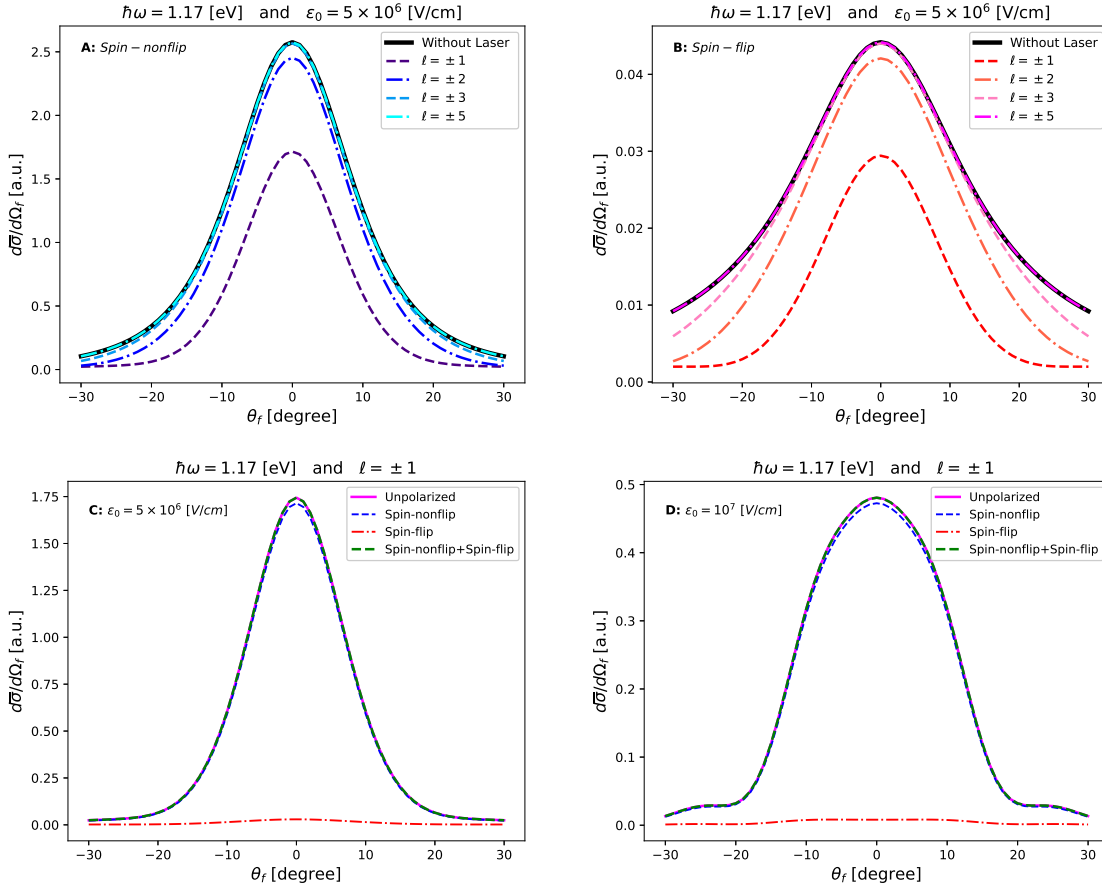 ℏω = 1.17 [eV] and ε₀ = 5 × 10⁶ [V/cm]
A: Spin − nonflip
Without Laser
ℓ = ±1
ℓ = ±2
ℓ = ±3
ℓ = ±5
2.5
2.0
1.5
1.0
0.5
0.0
dσ̅/dΩ_f [a.u.]
−30 −20 −10 0 10 20 30
θ_f [degree]
ℏω = 1.17 [eV] and ε₀ = 5 × 10⁶ [V/cm]
B: Spin − flip
Without Laser
ℓ = ±1
ℓ = ±2
ℓ = ±3
ℓ = ±5
0.04
0.03
0.02
0.01
0.00
dσ̅/dΩ_f [a.u.]
−30 −20 −10 0 10 20 30
θ_f [degree]
ℏω = 1.17 [eV] and ℓ = ±1
C: ε₀ = 5 × 10⁶ [V/cm]
Unpolarized
Spin-nonflip
Spin-flip
Spin-nonflip+Spin-flip
1.75
1.50
1.25
1.00
0.75
0.50
0.25
0.00
dσ̅/dΩ_f [a.u.]
−30 −20 −10 0 10 20 30
θ_f [degree]
ℏω = 1.17 [eV] and ℓ = ±1
D: ε₀ = 10⁷ [V/cm]
Unpolarized
Spin-nonflip
Spin-flip
Spin-nonflip+Spin-flip
0.5
0.4
0.3
0.2
0.1
0.0
dσ̅/dΩ_f [a.u.]
−30 −20 −10 0 10 20 30
θ_f [degree]